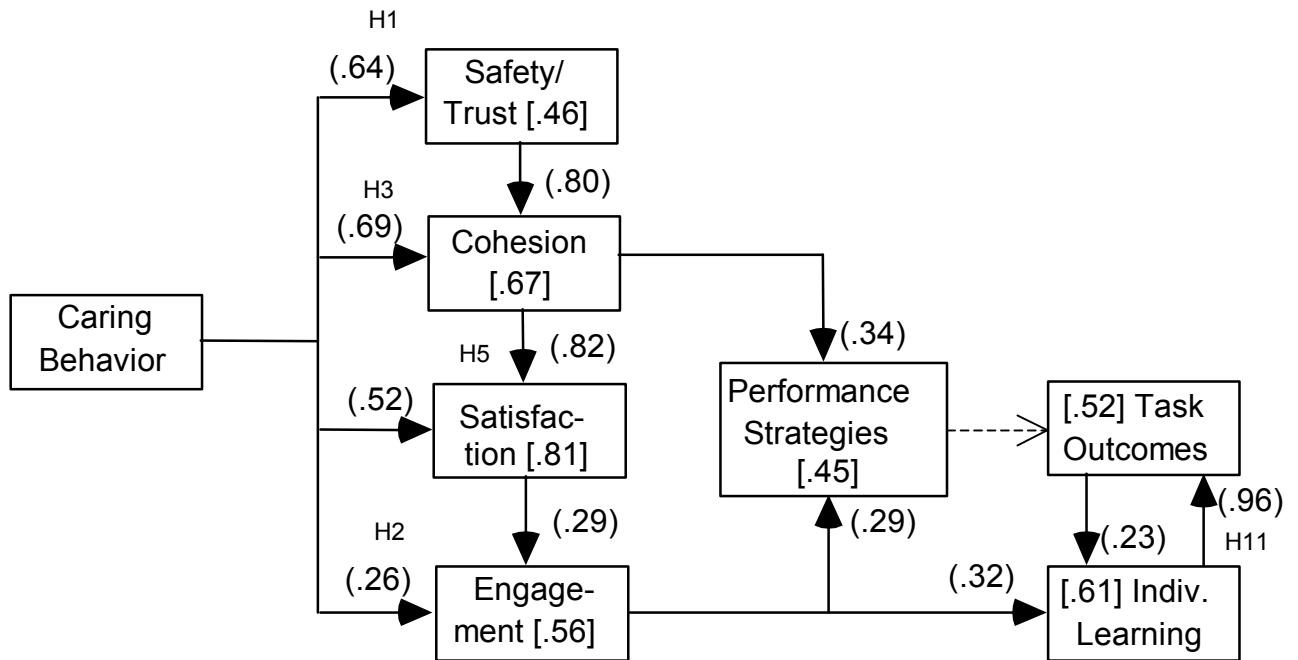 H1
(.64)
Safety/
Trust [.46]
(.80)
H3
(.69)
Cohesion
[.67]
Caring
Behavior
H5
(.82)
(.34)
(.52)
Satisfac-
tion [.81]
Performance
Strategies
[.45]
[.52] Task
Outcomes
(.29)
(.29)
(.96)
H11
(.23)
H2
(.26)
Engage-
ment [.56]
(.32)
[.61] Indiv.
Learning